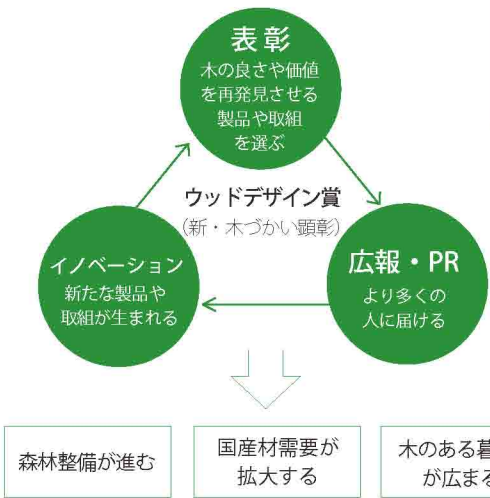 表彰
木の良さや価値
を再発見させる
製品や取組
を選ぶ
ウッドデザイン賞
(新・木づかい顕彰)
イノベーション
新たな製品や
取組が生まれる
広報・PR
より多くの
人に届ける
森林整備が進む
国産材需要が
拡大する
木のある暮
が広まる